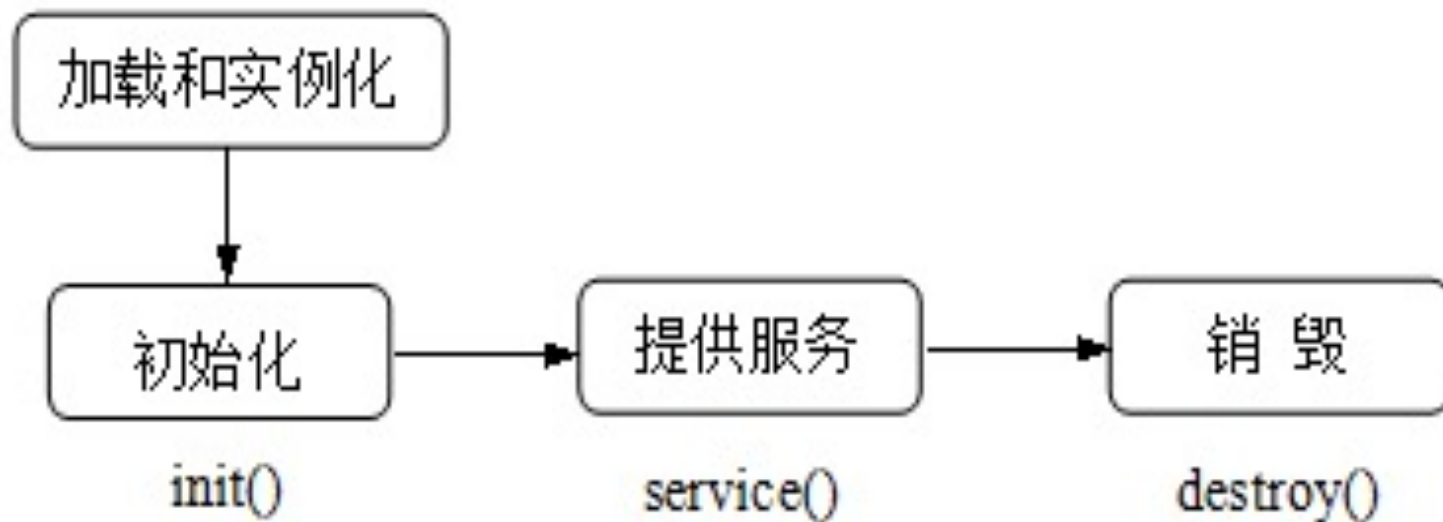 加载和实例化
初始化
提供服务
销 毁
init()
service()
destroy()